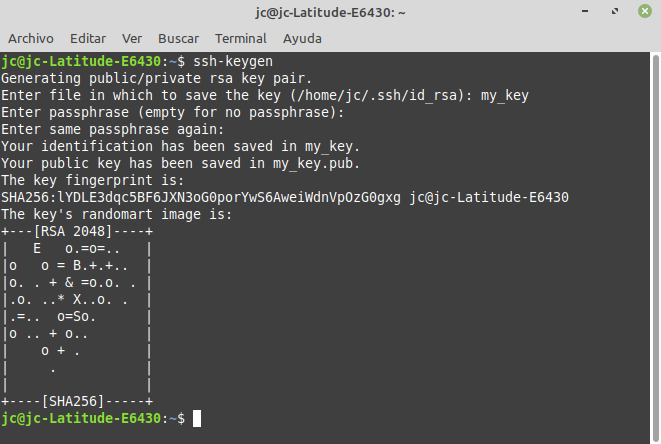 jc@jc-Latitude-E6430: ~
Archivo Editar Ver Buscar Terminal Ayuda
jc@jc-Latitude-E6430:~$ ssh-keygen
Generating public/private rsa key pair.
Enter file in which to save the key (/home/jc/.ssh/id_rsa): my_key
Enter passphrase (empty for no passphrase):
Enter same passphrase again:
Your identification has been saved in my_key.
Your public key has been saved in my_key.pub.
The key fingerprint is:
SHA256:lYDLE3dqc5BF6JXN3oG0porYwS6AweiWdnVpOzG0gxg jc@jc-Latitude-E6430
The key's randomart image is:
+---[RSA 2048]----+
|   E   o.=o=..   |
|o   o = B.+.+..  |
|o. . + & =o.o. . |
|.o. ..* X..o. .  |
|.=..  o=So.      |
|o .. + o..       |
|    o + .        |
|     .           |
|                 |
+----[SHA256]-----+
jc@jc-Latitude-E6430:~$